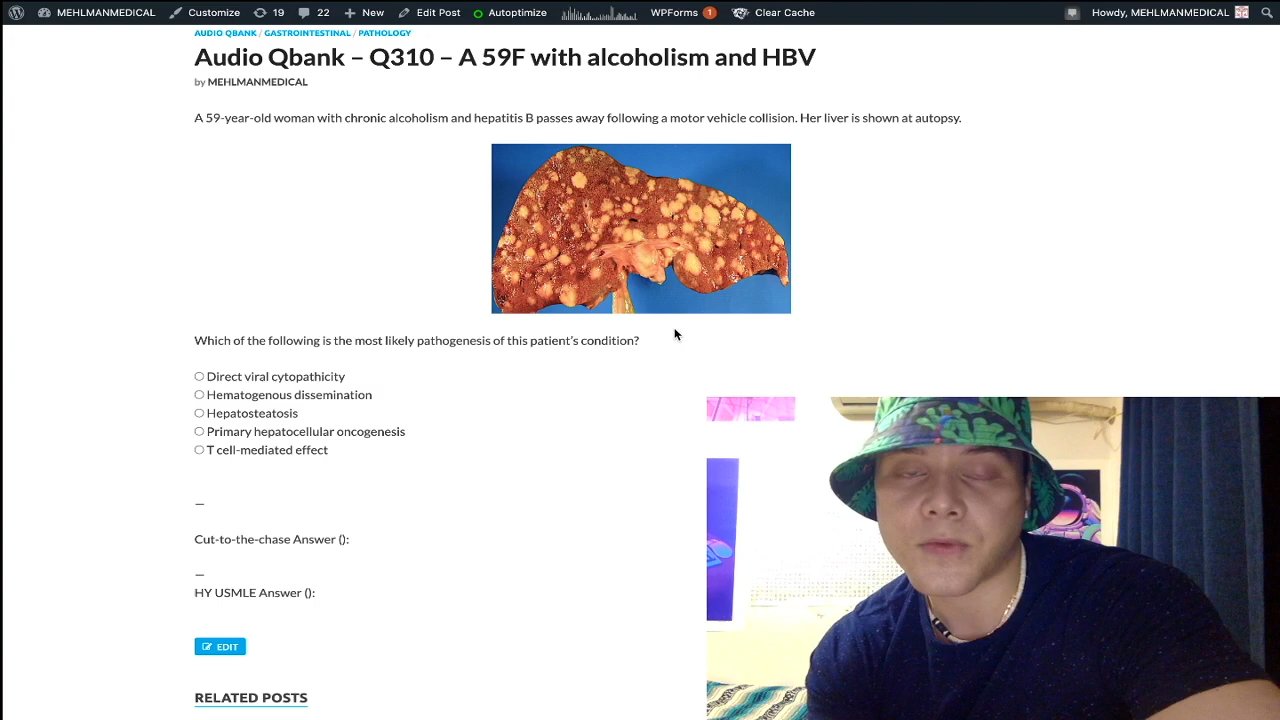 MEHLMANMEDICAL Customize 19 22 New Edit Post Autoptimize WPForms 1 Clear Cache Howdy, MEHLMANMEDICAL
AUDIO QBANK / GASTROINTESTINAL / PATHOLOGY
Audio Qbank – Q310 – A 59F with alcoholism and HBV
by MEHLMANMEDICAL
A 59-year-old woman with chronic alcoholism and hepatitis B passes away following a motor vehicle collision. Her liver is shown at autopsy.
Which of the following is the most likely pathogenesis of this patient's condition?
Direct viral cytopathicity
Hematogenous dissemination
Hepatosteatosis
Primary hepatocellular oncogenesis
T cell-mediated effect
—
Cut-to-the-chase Answer ():
—
HY USMLE Answer ():
EDIT
RELATED POSTS